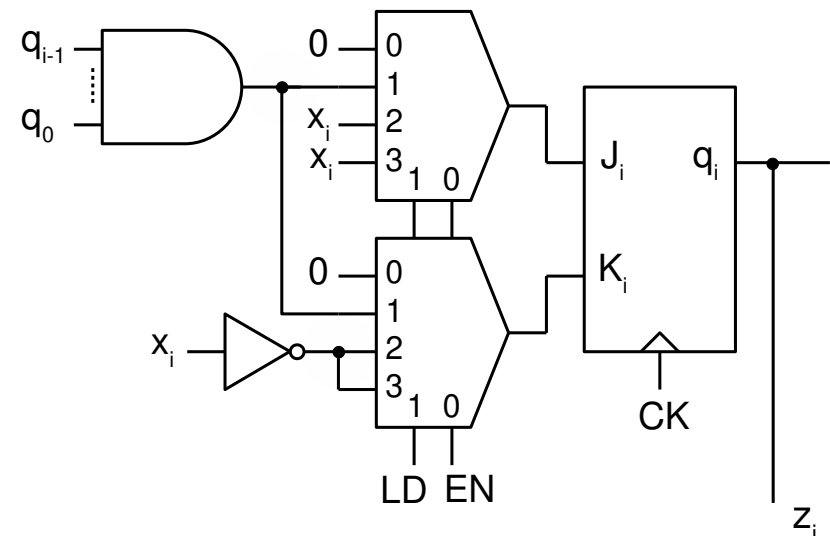 q_{i-1}
q_0
0 0
1
x_i 2
x_i 3
1 0
J_i q_i
K_i
CK
0 0
1
x_i 2
3
1 0
LD EN
z_i